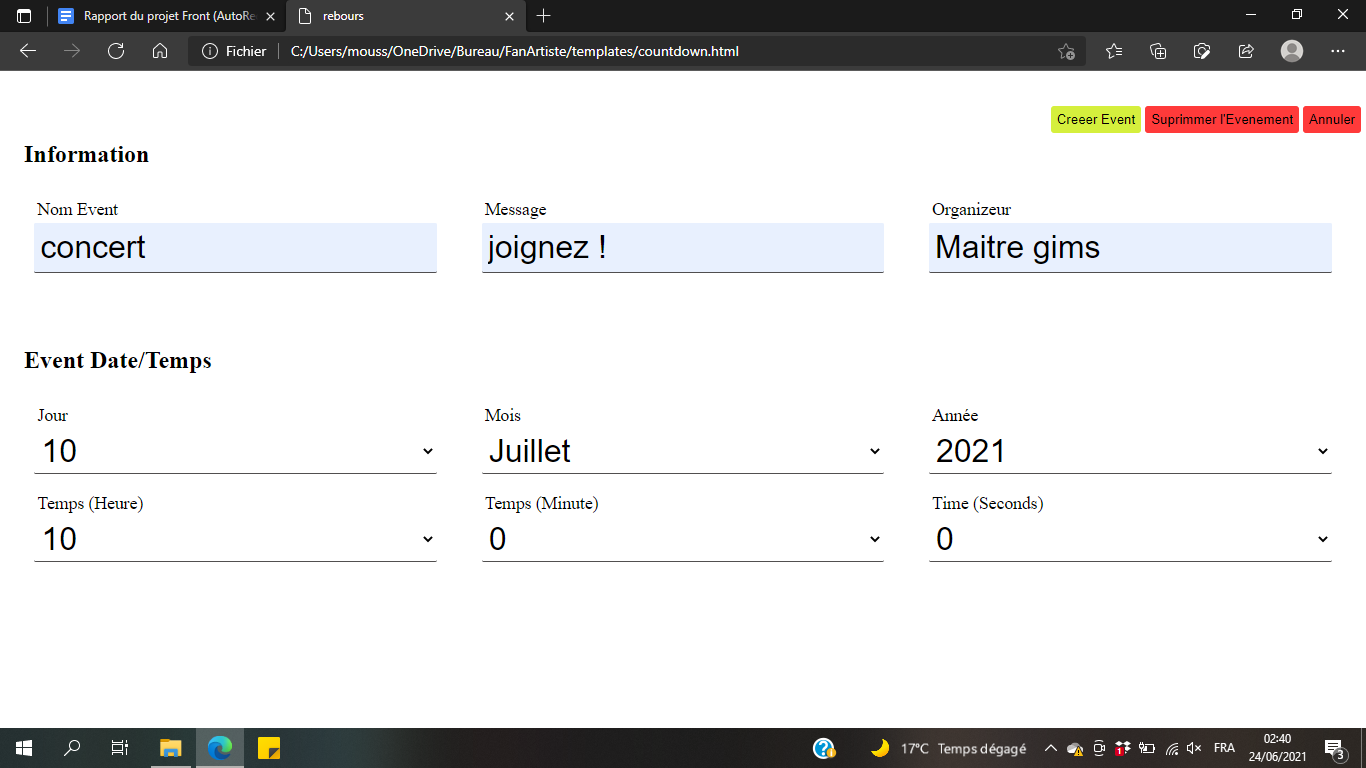 Rapport du projet Front (AutoRe
rebours
Fichier
C:/Users/mouss/OneDrive/Bureau/FanArtiste/templates/countdown.html
Creeer Event Suprimmer l'Evenement Annuler
Information
Nom Event Message Organizeur
concert joignez ! Maitre gims
Event Date/Temps
Jour Mois Année
10 Juillet 2021
Temps (Heure) Temps (Minute) Time (Seconds)
10 0 0
17°C Temps dégagé
FRA
02:40
24/06/2021
3